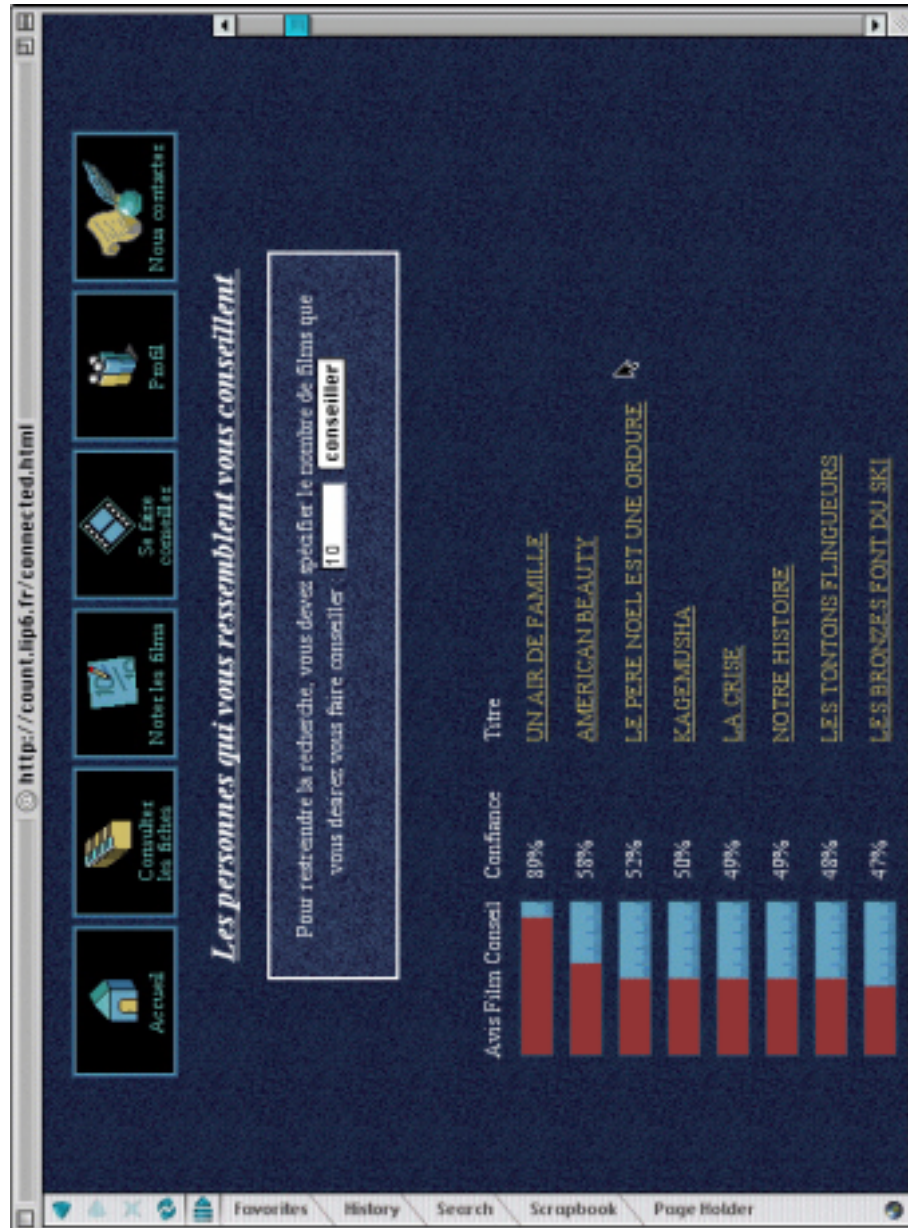 http://count.lip6.fr/connected.html
Accueil
Consulter
les fiches
Noter les films
Se faire
conseiller
Profil
Nous contacter
Les personnes qui vous ressemblent vous conseillent
Pour restreindre la recherche, vous devez spécifier le nombre de films que
vous désirez vous faire conseiller 10 conseiller
Avis Film Conseil Confiance Titre
89% UN AIR DE FAMILLE
58% AMERICAN BEAUTY
52% LE PERE NOEL EST UNE ORDURE
50% KAGEMUSHA
49% LA CRISE
49% NOTRE HISTOIRE
48% LES TONTONS FLINGUEURS
47% LES BRONZES FONT DU SKI
Favorites
History
Search
Scrapbook
Page Holder